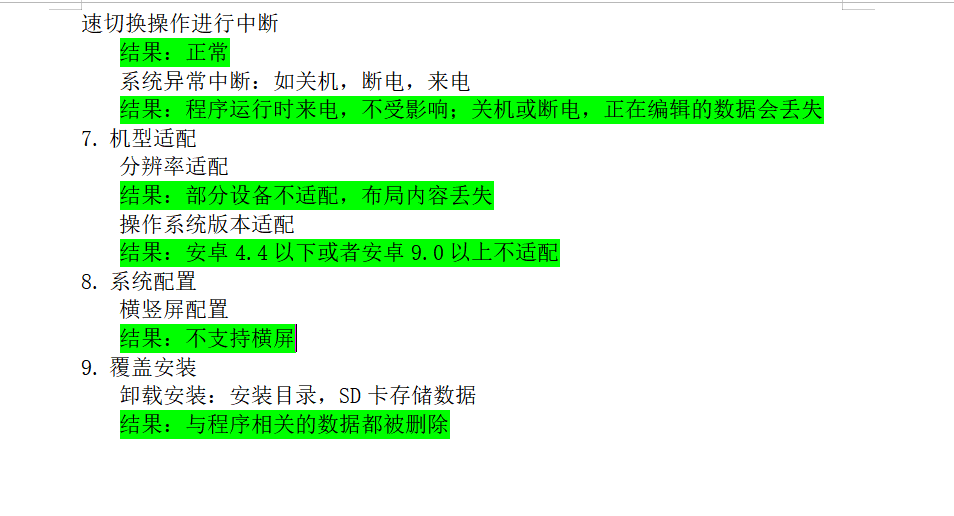 速切换操作进行中断
结果：正常
系统异常中断：如关机，断电，来电
结果：程序运行时来电，不受影响；关机或断电，正在编辑的数据会丢失
7. 机型适配
分辨率适配
结果：部分设备不适配，布局内容丢失
操作系统版本适配
结果：安卓 4.4 以下或者安卓 9.0 以上不适配
8. 系统配置
横竖屏配置
结果：不支持横屏
9. 覆盖安装
卸载安装：安装目录，SD 卡存储数据
结果：与程序相关的数据都被删除